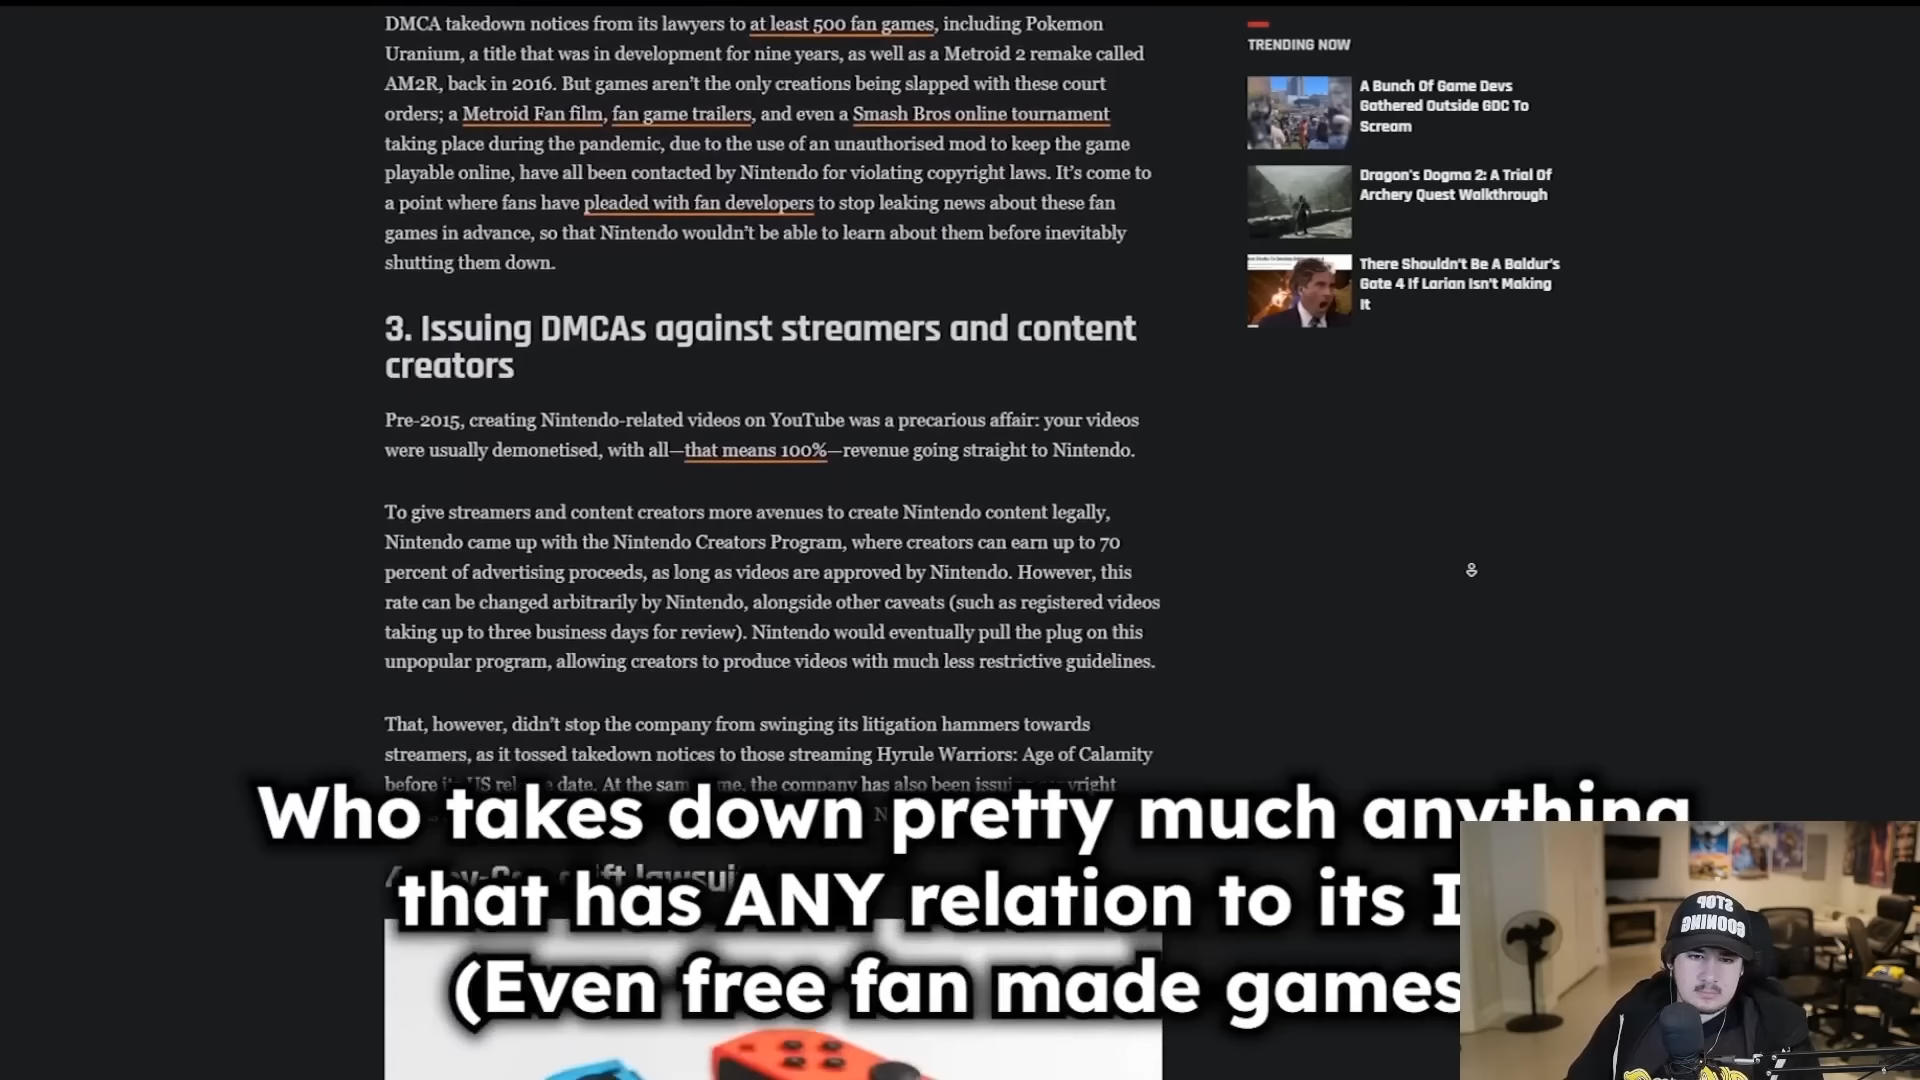 DMCA takedown notices from its lawyers to at least 500 fan games, including Pokemon
Uranium, a title that was in development for nine years, as well as a Metroid 2 remake called
AM2R, back in 2016. But games aren't the only creations being slapped with these court
orders; a Metroid Fan film, fan game trailers, and even a Smash Bros online tournament
taking place during the pandemic, due to the use of an unauthorised mod to keep the game
playable online, have all been contacted by Nintendo for violating copyright laws. It's come to
a point where fans have pleaded with fan developers to stop leaking news about these fan
games in advance, so that Nintendo wouldn't be able to learn about them before inevitably
shutting them down.
3. Issuing DMCAs against streamers and content
creators
Pre-2015, creating Nintendo-related videos on YouTube was a precarious affair: your videos
were usually demonetised, with all—that means 100%—revenue going straight to Nintendo.
To give streamers and content creators more avenues to create Nintendo content legally,
Nintendo came up with the Nintendo Creators Program, where creators can earn up to 70
percent of advertising proceeds, as long as videos are approved by Nintendo. However, this
rate can be changed arbitrarily by Nintendo, alongside other caveats (such as registered videos
taking up to three business days for review). Nintendo would eventually pull the plug on this
unpopular program, allowing creators to produce videos with much less restrictive guidelines.
That, however, didn't stop the company from swinging its litigation hammers towards
streamers, as it tossed takedown notices to those streaming Hyrule Warriors: Age of Calamity
before US date. At the the company has also been
TRENDING NOW
A Bunch Of Game Devs
Gathered Outside GDC To
Scream
Dragon's Dogma 2: A Trial Of
Archery Quest Walkthrough
There Shouldn't Be A Baldur's
Gate 4 If Larian Isn't Making
It
Who takes down pretty much anything
that has ANY relation to its
(Even free fan made games
STOP
GOONING